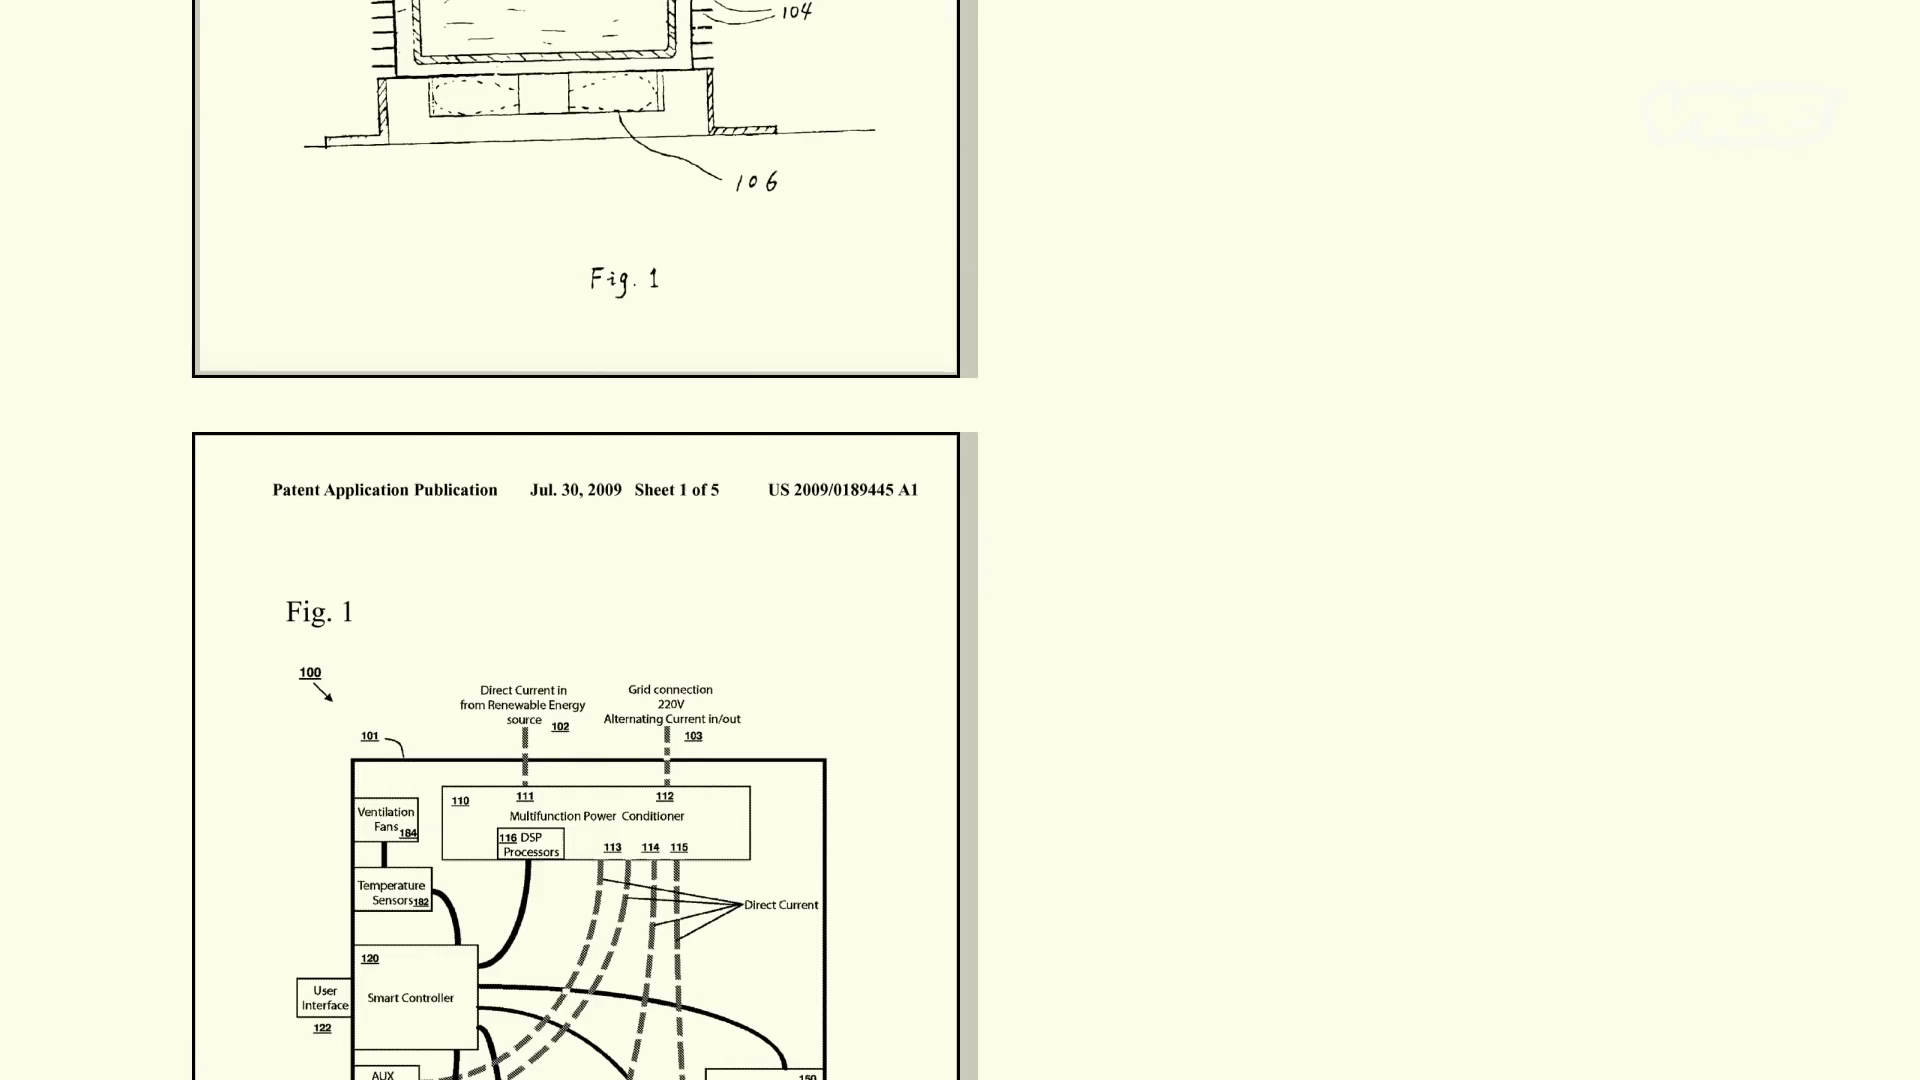 104
106
Fig. 1
Patent Application Publication Jul. 30, 2009 Sheet 1 of 5 US 2009/0189445 A1
Fig. 1
100
Direct Current in
from Renewable Energy
source 102
Grid connection
220V
Alternating Current in/out
103
101
110
111
112
Multifunction Power Conditioner
116 DSP
Processors
113 114 115
Ventilation
Fans 184
Temperature
Sensors 182
Direct Current
120
Smart Controller
User
Interface
122
AUX
150